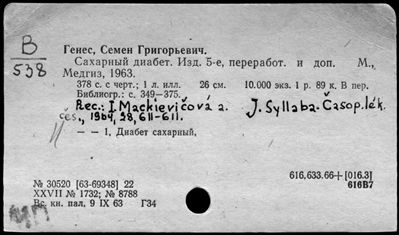 В
538
Генес, Семен Григорьевич.
Сахарный диабет. Изд. 5-е, переработ. и доп. М.,
Медгиз, 1963.
378 с. с черт.; 1 л. илл. 26 см. 10.000 экз. 1 р. 89 к. В пер.
Библиогр.: с. 349—375.
Rec.: I. Mackievičová a. J. Syllaba. Časop. lék.
čes., 1964, 28, 611-611.
— — 1, Диабет сахарный,
616,633.66+[016.3]
616В7
№ 30520 [63-69348] 22
XXVII № 1732; № 8788
Вс. кн. пал. 9 IX 63 Г34